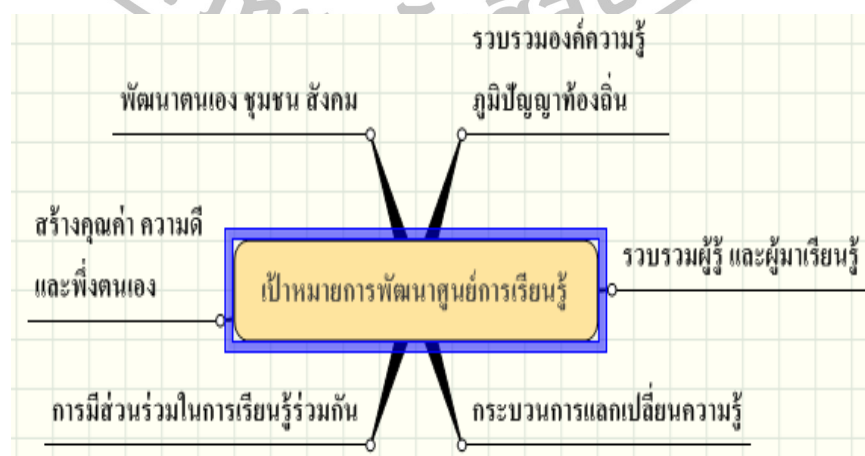 รวบรวมองค์ความรู้
ภูมิปัญญาท้องถิ่น
พัฒนาตนเอง ชุมชน สังคม
สร้างคุณค่า ความดี
และพึ่งตนเอง
เป้าหมายการพัฒนาศูนย์การเรียนรู้
รวบรวมผู้รู้ และผู้มาเรียนรู้
การมีส่วนร่วมในการเรียนรู้ร่วมกัน
กระบวนการแลกเปลี่ยนความรู้